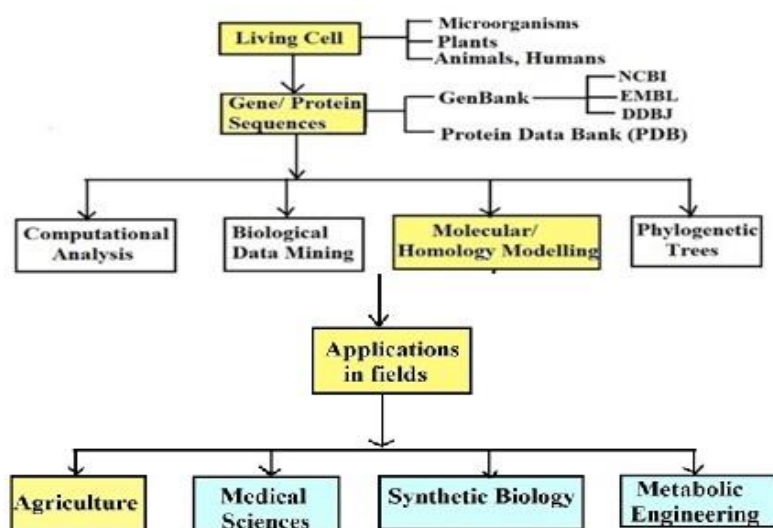 Living Cell
Microorganisms
Plants
Animals, Humans
Gene/ Protein
Sequences
GenBank
NCBI
EMBL
DDBJ
Protein Data Bank (PDB)
Computational
Analysis
Biological
Data Mining
Molecular/
Homology Modelling
Phylogenetic
Trees
Applications
in fields
Agriculture
Medical
Sciences
Synthetic Biology
Metabolic
Engineering